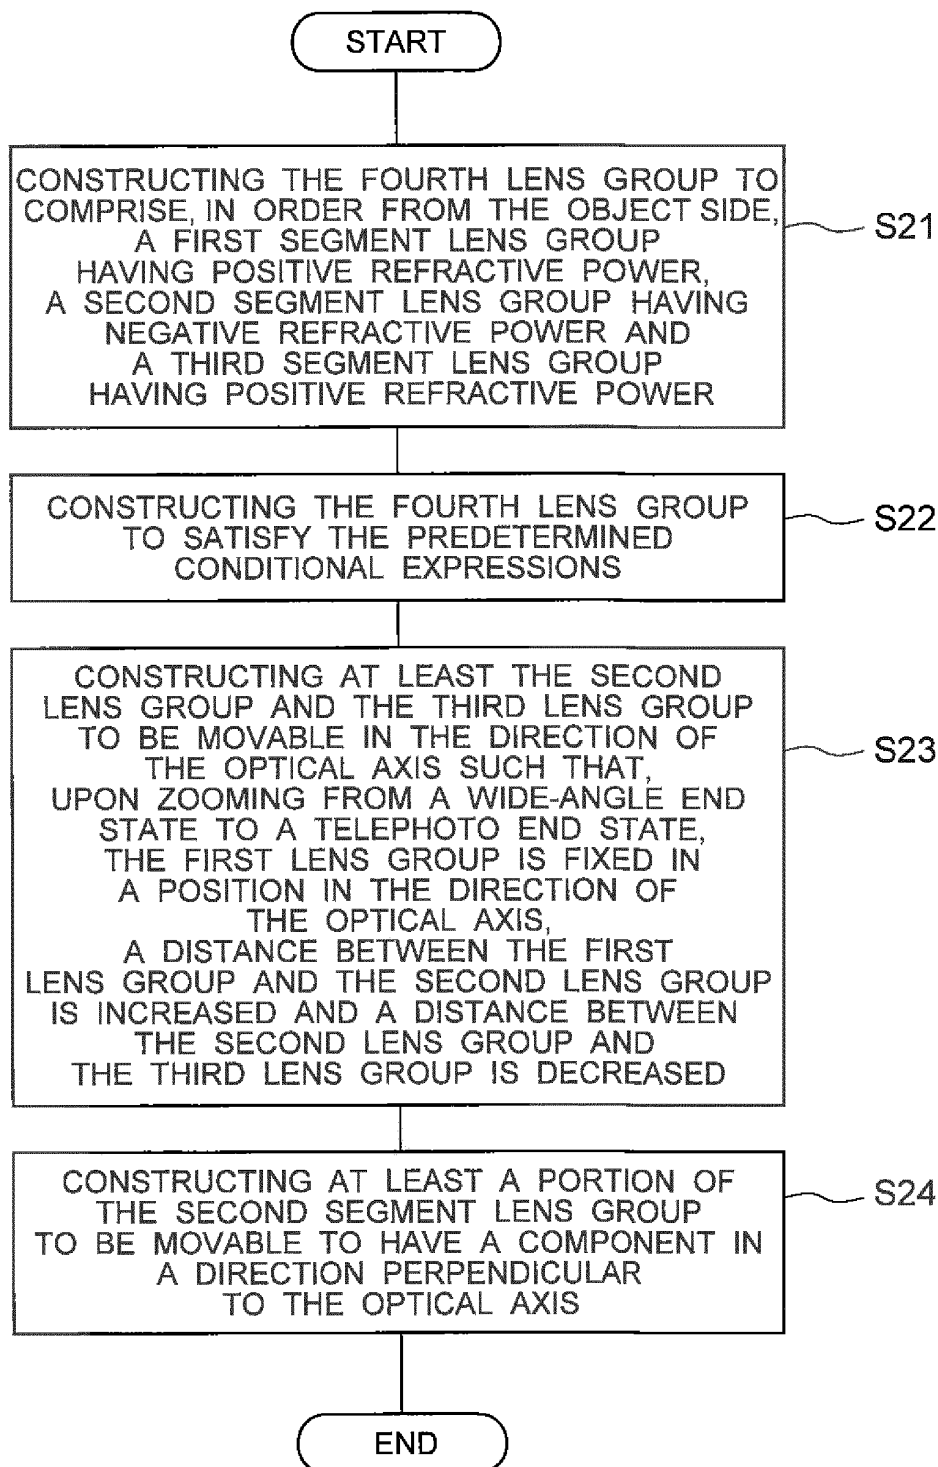 START
CONSTRUCTING THE FOURTH LENS GROUP TO
COMPRISE, IN ORDER FROM THE OBJECT SIDE,
A FIRST SEGMENT LENS GROUP
HAVING POSITIVE REFRACTIVE POWER,
A SECOND SEGMENT LENS GROUP HAVING
NEGATIVE REFRACTIVE POWER AND
A THIRD SEGMENT LENS GROUP
HAVING POSITIVE REFRACTIVE POWER
S21
CONSTRUCTING THE FOURTH LENS GROUP
TO SATISFY THE PREDETERMINED
CONDITIONAL EXPRESSIONS
S22
CONSTRUCTING AT LEAST THE SECOND
LENS GROUP AND THE THIRD LENS GROUP
TO BE MOVABLE IN THE DIRECTION OF
THE OPTICAL AXIS SUCH THAT,
UPON ZOOMING FROM A WIDE-ANGLE END
STATE TO A TELEPHOTO END STATE,
THE FIRST LENS GROUP IS FIXED IN
A POSITION IN THE DIRECTION OF
THE OPTICAL AXIS,
A DISTANCE BETWEEN THE FIRST
LENS GROUP AND THE SECOND LENS GROUP
IS INCREASED AND A DISTANCE BETWEEN
THE SECOND LENS GROUP AND
THE THIRD LENS GROUP IS DECREASED
S23
CONSTRUCTING AT LEAST A PORTION OF
THE SECOND SEGMENT LENS GROUP
TO BE MOVABLE TO HAVE A COMPONENT IN
A DIRECTION PERPENDICULAR
TO THE OPTICAL AXIS
S24
END